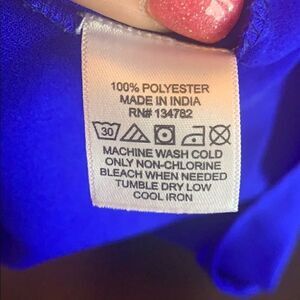 100% POLYESTER
MADE IN INDIA
RN# 134782
30
MACHINE WASH COLD
ONLY NON-CHLORINE
BLEACH WHEN NEEDED
TUMBLE DRY LOW
COOL IRON